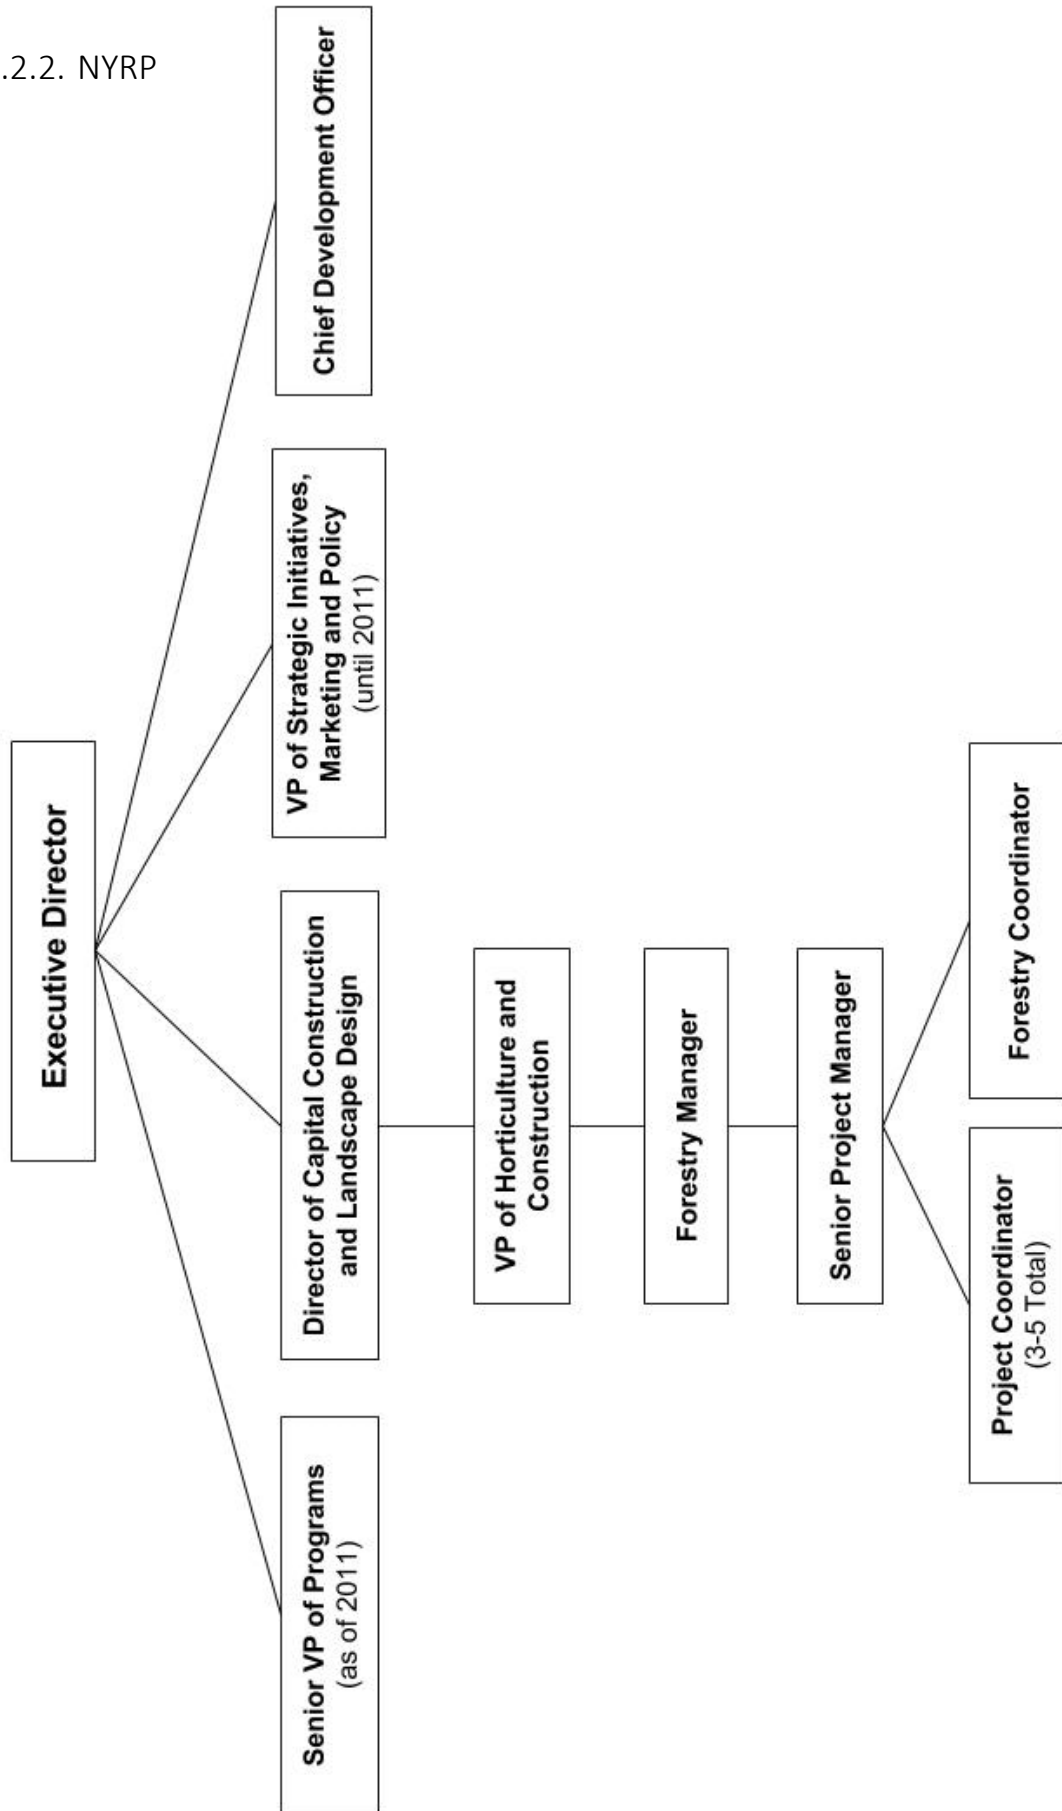 .2.2. NYRP
Executive Director
Senior VP of Programs
(as of 2011)
Director of Capital Construction
and Landscape Design
VP of Strategic Initiatives,
Marketing and Policy
(until 2011)
Chief Development Officer
VP of Horticulture and
Construction
Forestry Manager
Senior Project Manager
Project Coordinator
(3-5 Total)
Forestry Coordinator